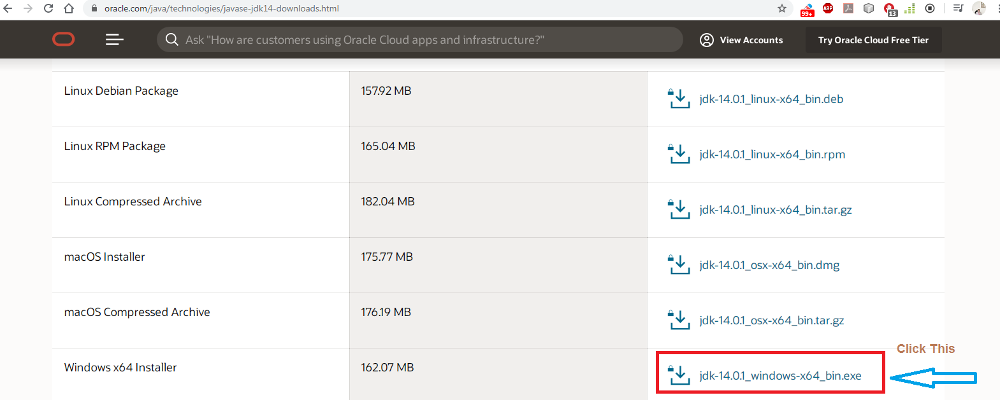 oracle.com/java/technologies/javase-jdk14-downloads.html
99+
ABP
13
Ask "How are customers using Oracle Cloud apps and infrastructure?"
View Accounts
Try Oracle Cloud Free Tier
Linux Debian Package
157.92 MB
jdk-14.0.1_linux-x64_bin.deb
Linux RPM Package
165.04 MB
jdk-14.0.1_linux-x64_bin.rpm
Linux Compressed Archive
182.04 MB
jdk-14.0.1_linux-x64_bin.tar.gz
macOS Installer
175.77 MB
jdk-14.0.1_osx-x64_bin.dmg
macOS Compressed Archive
176.19 MB
jdk-14.0.1_osx-x64_bin.tar.gz
Click This
Windows x64 Installer
162.07 MB
jdk-14.0.1_windows-x64_bin.exe